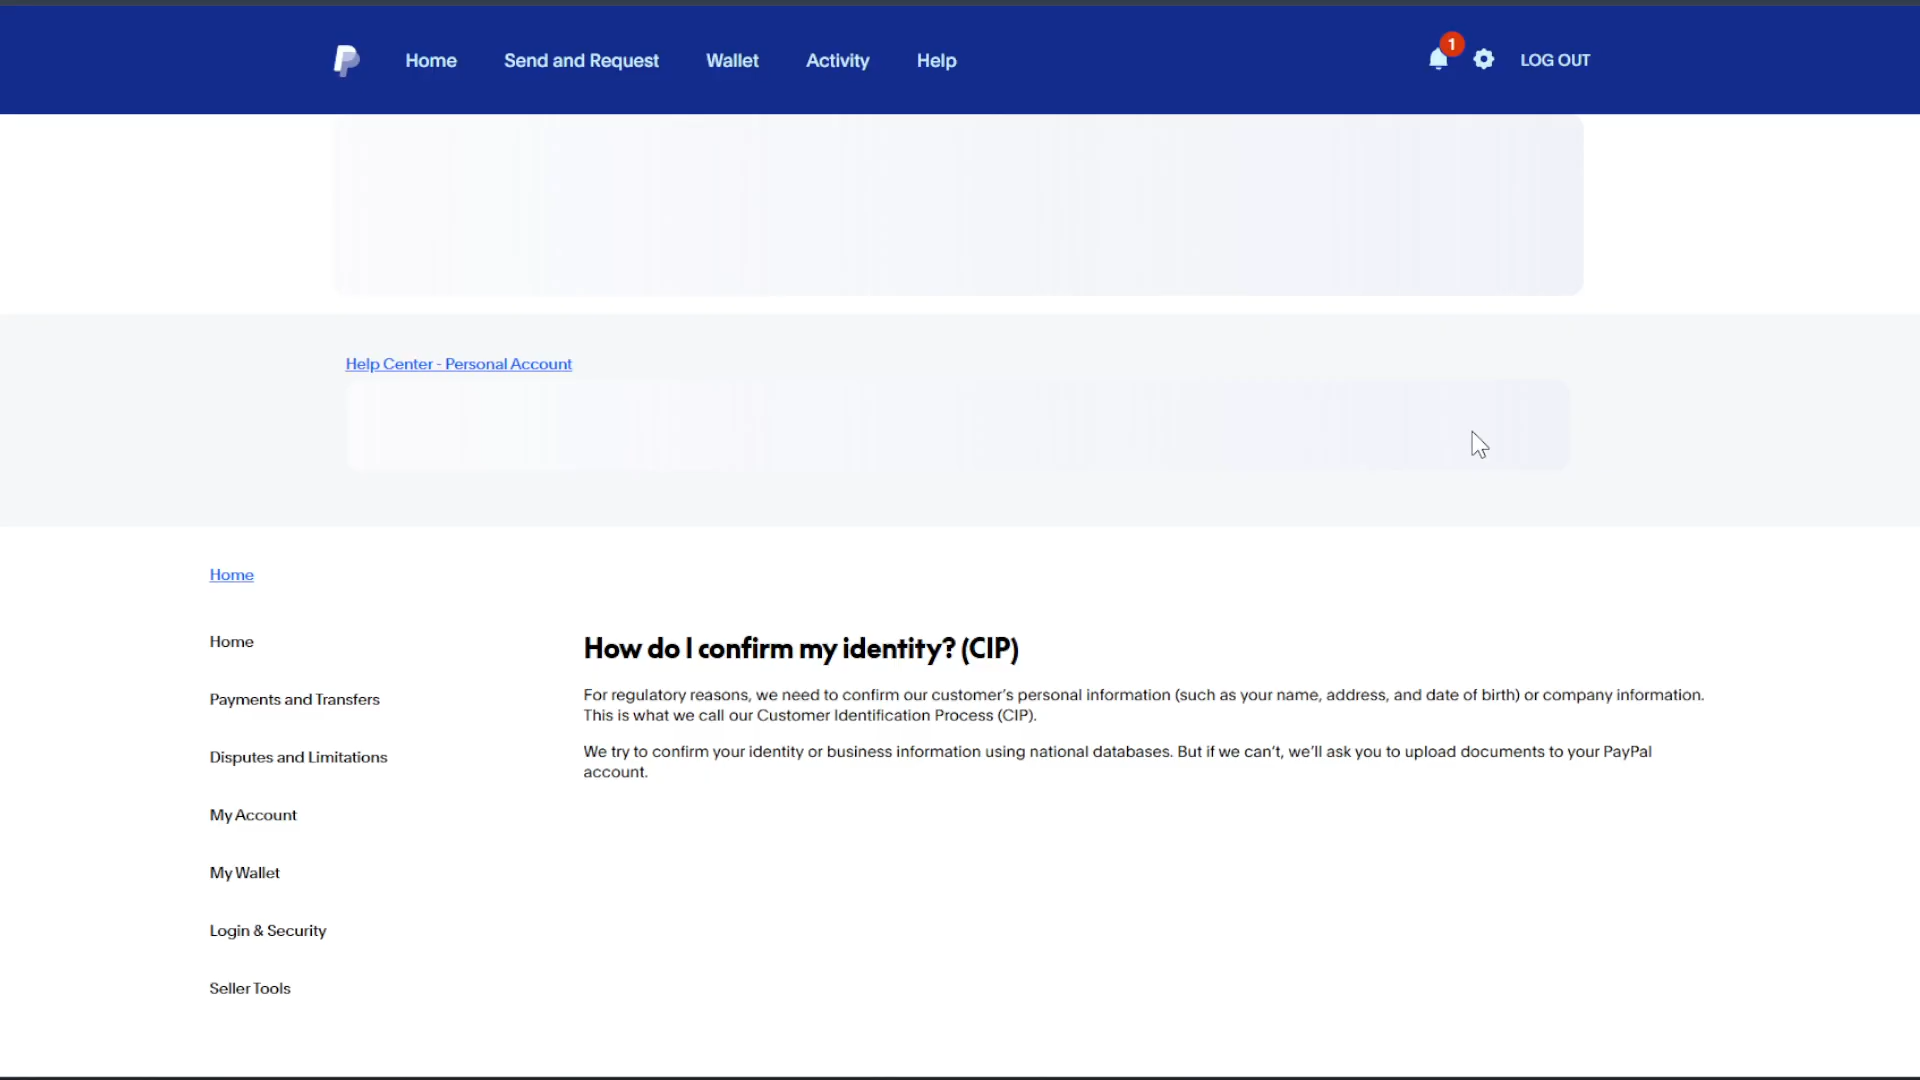 Home
Send and Request
Wallet
Activity
Help
1
LOG OUT
Help Center - Personal Account
Home
Home
Payments and Transfers
Disputes and Limitations
My Account
My Wallet
Login & Security
Seller Tools
How do I confirm my identity? (CIP)
For regulatory reasons, we need to confirm our customer’s personal information (such as your name, address, and date of birth) or company information.
This is what we call our Customer Identification Process (CIP).
We try to confirm your identity or business information using national databases. But if we can’t, we’ll ask you to upload documents to your PayPal
account.